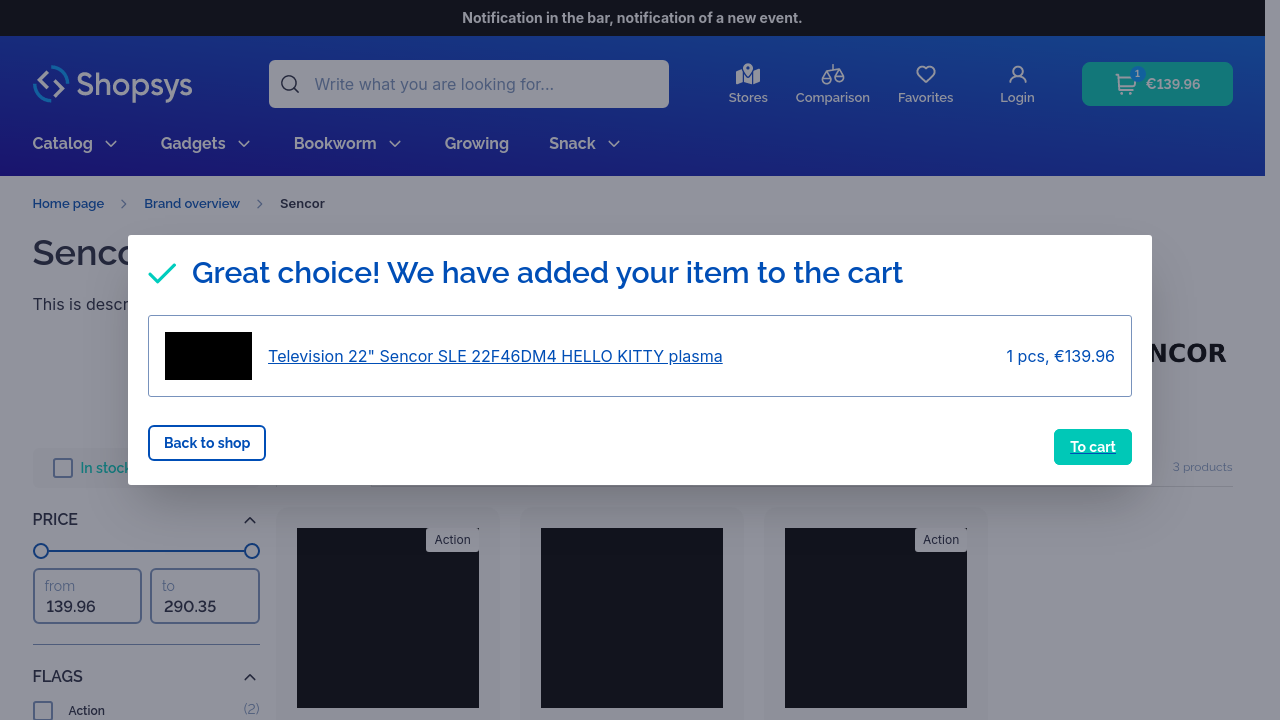 Notification in the bar, notification of a new event.
Shopsys
Write what you are looking for...
Stores
Comparison
Favorites
Login
1
€139.96
Catalog
Gadgets
Bookworm
Growing
Snack
Home page
Brand overview
Sencor
Great choice! We have added your item to the cart
Television 22" Sencor SLE 22F46DM4 HELLO KITTY plasma
1 pcs, €139.96
Back to shop
To cart
This is
In stock
3 products
PRICE
from
139.96
to
290.35
FLAGS
Action
(2)
Action
Action